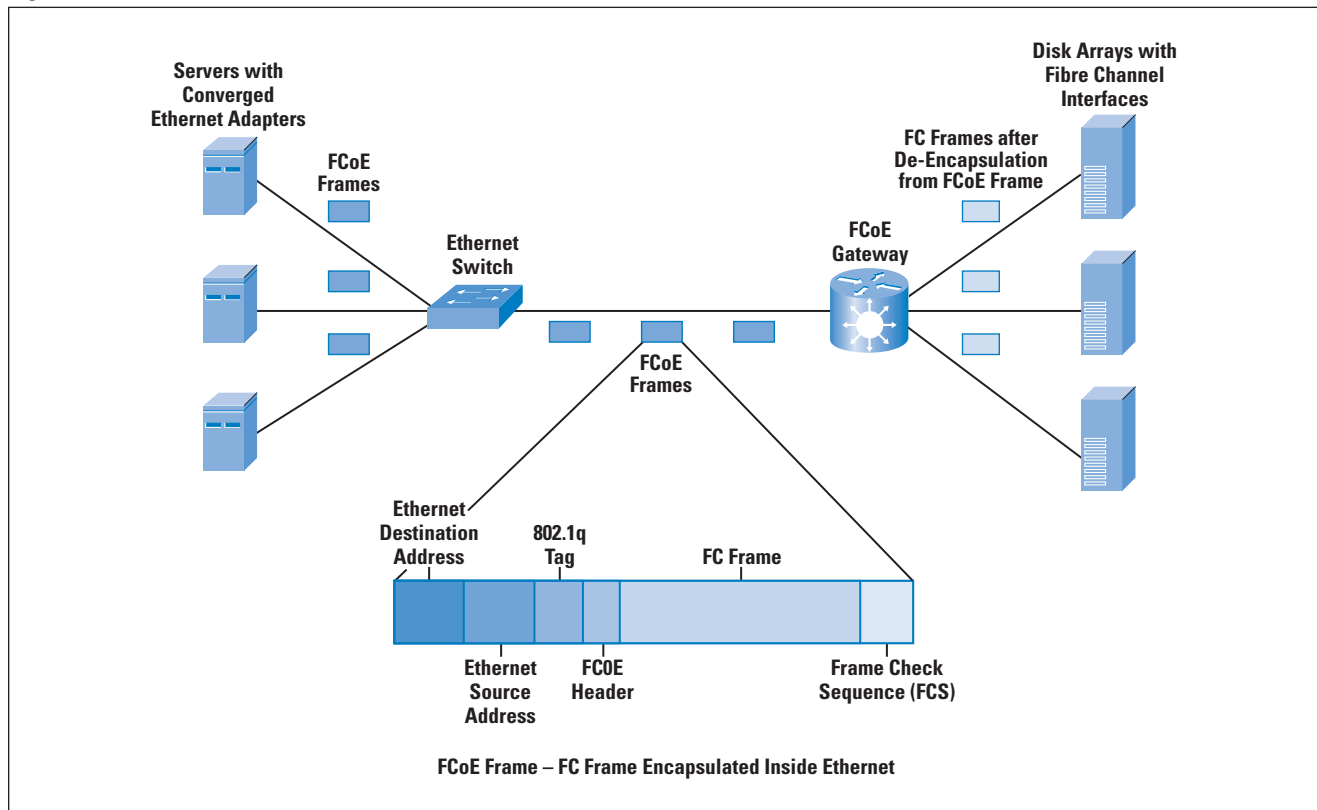 Servers with
Converged
Ethernet Adapters
FCoE
Frames
Ethernet
Switch
FCoE
Gateway
FC Frames after
De-Encapsulation
from FCoE Frame
Disk Arrays with
Fibre Channel
Interfaces
FCoE
Frames
Ethernet
Destination
Address
802.1q
Tag
FC Frame
Ethernet
Source
Address
FC0E
Header
Frame Check
Sequence (FCS)
FCoE Frame – FC Frame Encapsulated Inside Ethernet